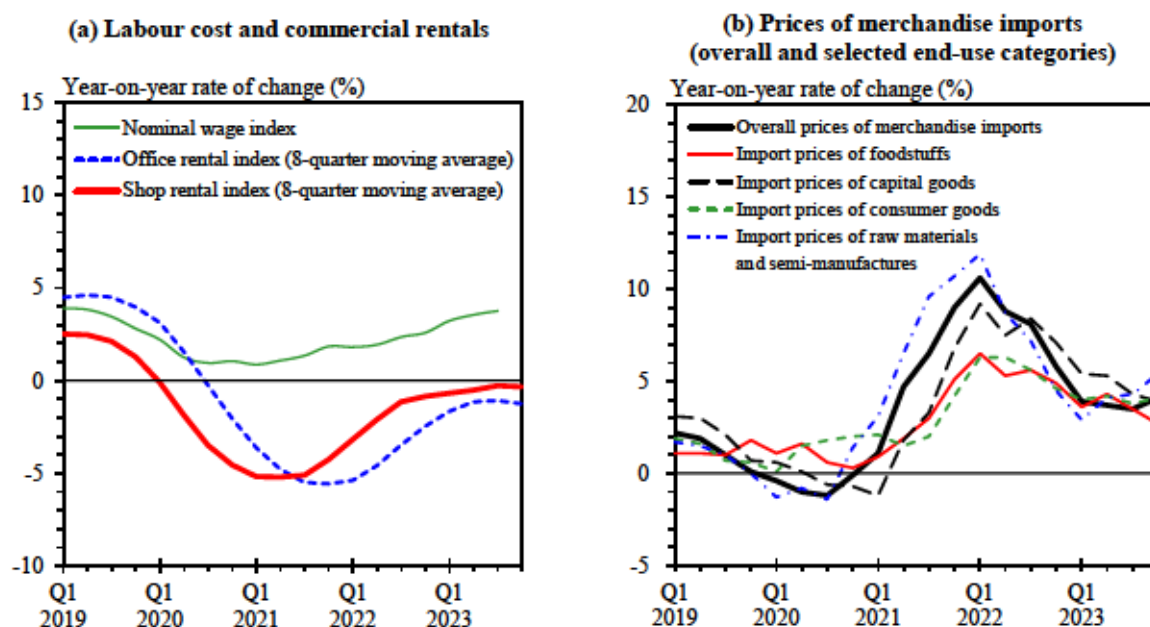 (a) Labour cost and commercial rentals
Year-on-year rate of change (%)
15
10
5
0
-5
-10
Nominal wage index
Office rental index (8-quarter moving average)
Shop rental index (8-quarter moving average)
Q1
2019
Q1
2020
Q1
2021
Q1
2022
Q1
2023
(b) Prices of merchandise imports
(overall and selected end-use categories)
Year-on-year rate of change (%)
20
15
10
5
0
-5
Overall prices of merchandise imports
Import prices of foodstuffs
Import prices of capital goods
Import prices of consumer goods
Import prices of raw materials
and semi-manufactures
Q1
2019
Q1
2020
Q1
2021
Q1
2022
Q1
2023